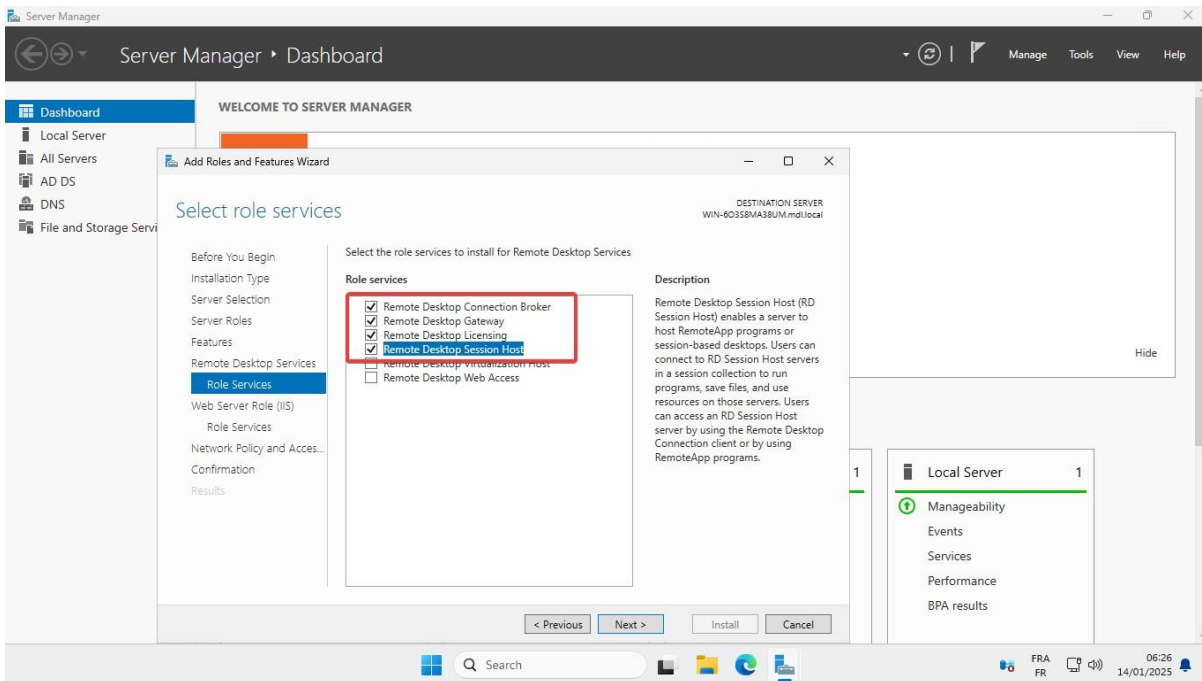 Server Manager
Server Manager • Dashboard
Manage Tools View Help
Dashboard
Local Server
All Servers
AD DS
DNS
File and Storage Servi
WELCOME TO SERVER MANAGER
Add Roles and Features Wizard
Select role services
DESTINATION SERVER
WIN-6O3S8MA38UM.mdl.local
Before You Begin
Installation Type
Server Selection
Server Roles
Features
Remote Desktop Services
Role Services
Web Server Role (IIS)
Role Services
Network Policy and Acces...
Confirmation
Results
Select the role services to install for Remote Desktop Services
Role services
Remote Desktop Connection Broker
Remote Desktop Gateway
Remote Desktop Licensing
Remote Desktop Session Host
Remote Desktop Virtualization Host
Remote Desktop Web Access
Description
Remote Desktop Session Host (RD
Session Host) enables a server to
host RemoteApp programs or
session-based desktops. Users can
connect to RD Session Host servers
in a session collection to run
programs, save files, and use
resources on those servers. Users
can access an RD Session Host
server by using the Remote Desktop
Connection client or by using
RemoteApp programs.
< Previous Next > Install Cancel
Hide
1
Local Server 1
Manageability
Events
Services
Performance
BPA results
Search
FRA
FR
06:26
14/01/2025